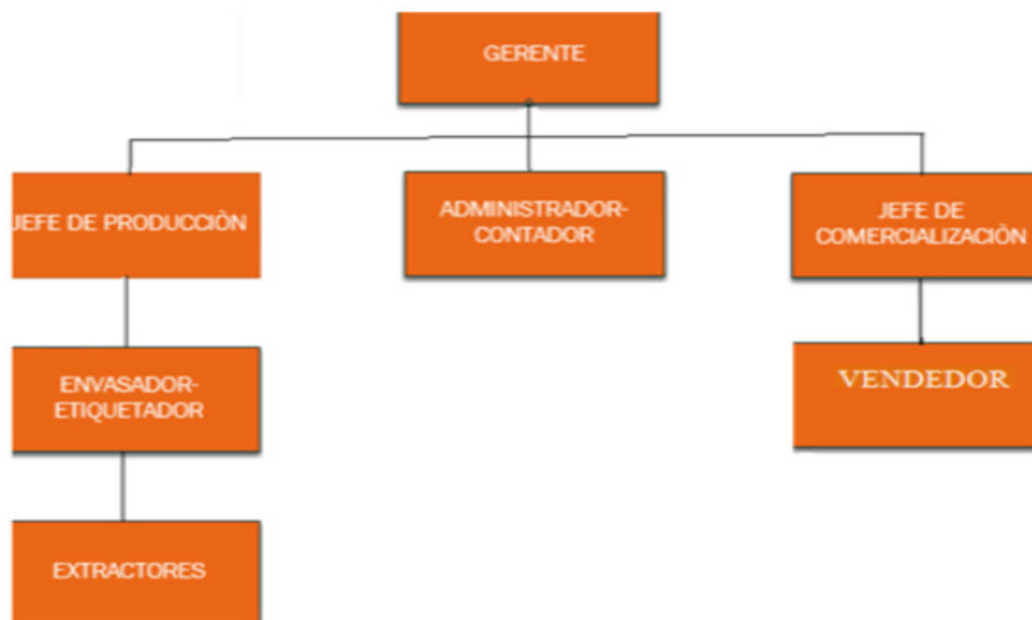 GERENTE
JEFE DE PRODUCCIÒN
ADMINISTRADOR-
CONTADOR
JEFE DE
COMERCIALIZACIÒN
ENVASADOR-
ETIQUETADOR
VENDEDOR
EXTRACTORES